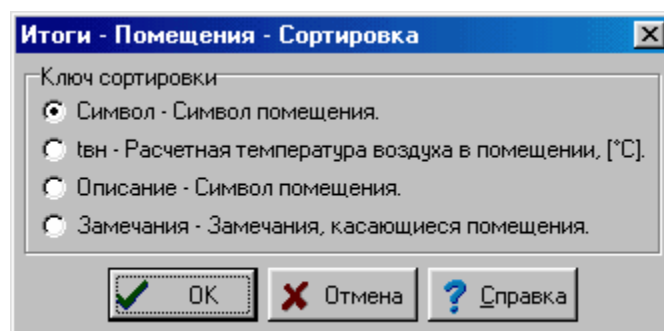 Итоги - Помещения - Сортировка
Ключ сортировки
Символ - Символ помещения.
tвн - Расчетная температура воздуха в помещении, [°C].
Описание - Символ помещения.
Замечания - Замечания, касающиеся помещения.
OK Отмена Справка